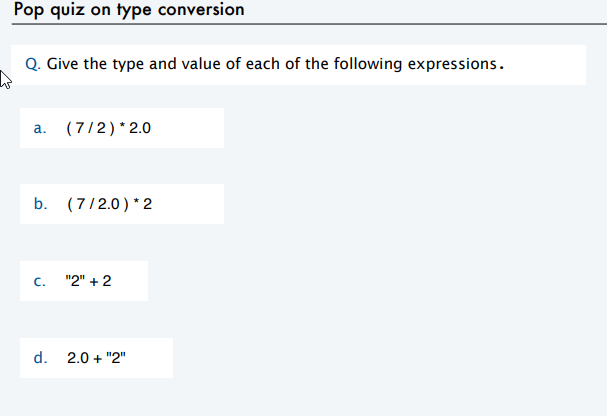 Pop quiz on type conversion
Q. Give the type and value of each of the following expressions.
a. ( 7 / 2 ) * 2.0
b. ( 7 / 2.0 ) * 2
c. "2" + 2
d. 2.0 + "2"